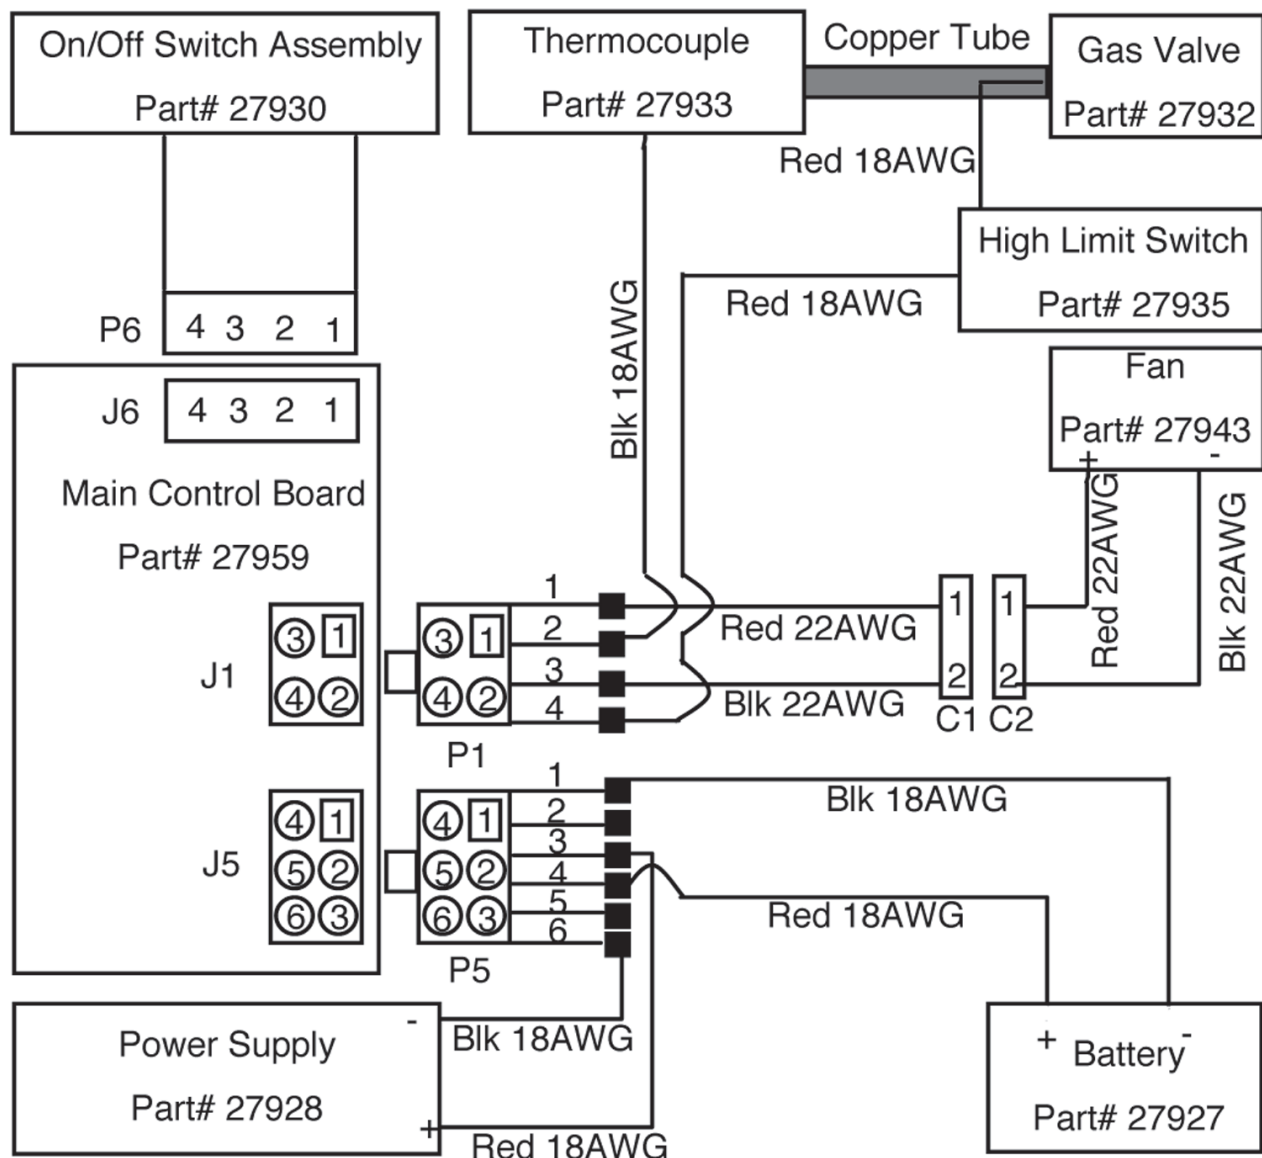 On/Off Switch Assembly
Part# 27930
Thermocouple
Part# 27933
Copper Tube
Gas Valve
Part# 27932
Red 18AWG
High Limit Switch
Part# 27935
Red 18AWG
Blk 18AWG
P6
4 3 2 1
J6
4 3 2 1
Main Control Board
Part# 27959
Fan
Part# 27943
+ -
Red 22AWG
Blk 22AWG
J1
3 1
4 2
3 1
4 2
P1
1
2
3
4
Red 22AWG
Blk 22AWG
1
2
C1
1
2
C2
J5
4 1
5 2
6 3
4 1
5 2
6 3
P5
1
2
3
4
5
6
Blk 18AWG
Red 18AWG
Power Supply
Part# 27928
-
+
Blk 18AWG
Red 18AWG
+ -
Battery
Part# 27927